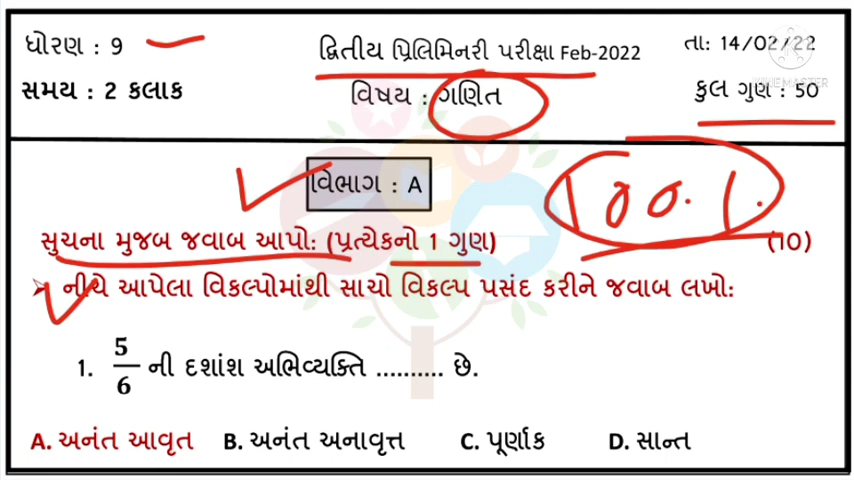 ધોરણ : 9
દ્વિતીય પ્રિલિમિનરી પરીક્ષા Feb-2022
તા: 14/02/22
સમય : 2 કલાક
વિષય : ગણિત
કુલ ગુણ : 50
KINEMASTER
વિભાગ : A
100%
સુચના મુજબ જવાબ આપો: (પ્રત્યેકનો 1 ગુણ)
(10)
➢ નીચે આપેલા વિકલ્પોમાંથી સાચો વિકલ્પ પસંદ કરીને જવાબ લખો:
1. 5/6 ની દશાંશ અભિવ્યક્તિ .......... છે.
A. અનંત આવૃત B. અનંત અનાવૃત્ત C. પૂર્ણાંક D. સાન્ત